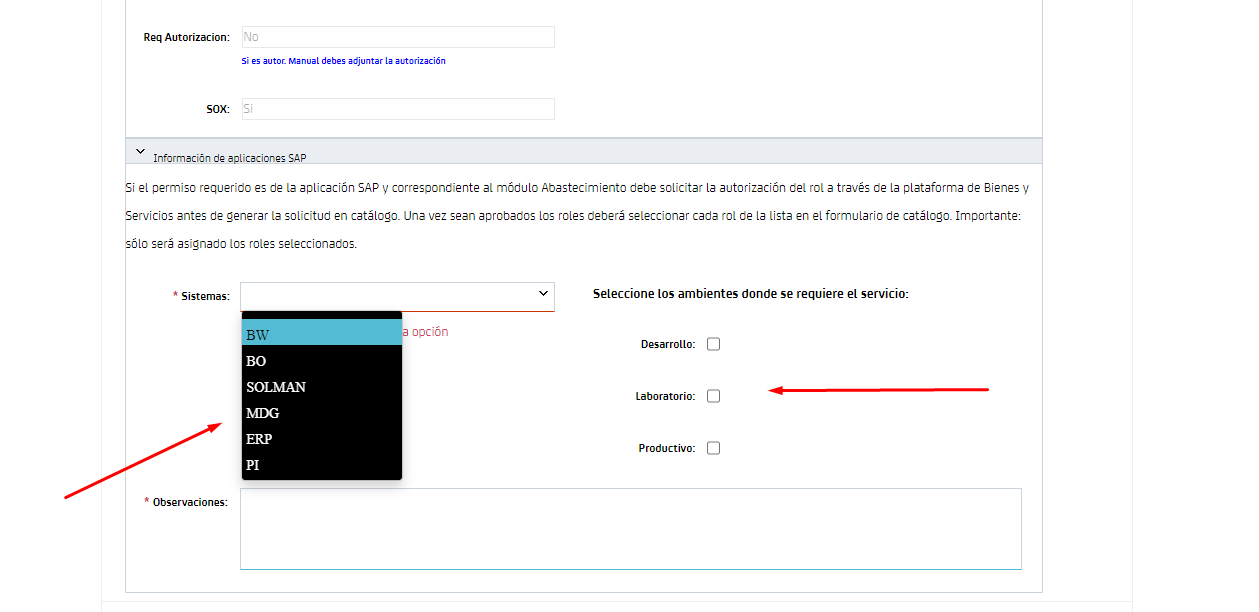 Req Autorizacion: No
Si es autor. Manual debes adjuntar la autorización
SOX: Si
Información de aplicaciones SAP
Si el permiso requerido es de la aplicación SAP y correspondiente al módulo Abastecimiento debe solicitar la autorización del rol a través de la plataforma de Bienes y
Servicios antes de generar la solicitud en catálogo. Una vez sean aprobados los roles deberá seleccionar cada rol de la lista en el formulario de catálogo. Importante:
sólo será asignado los roles seleccionados.
* Sistemas:
a opción
BW
BO
SOLMAN
MDG
ERP
PI
Seleccione los ambientes donde se requiere el servicio:
Desarrollo:
Laboratorio:
Productivo:
* Observaciones: